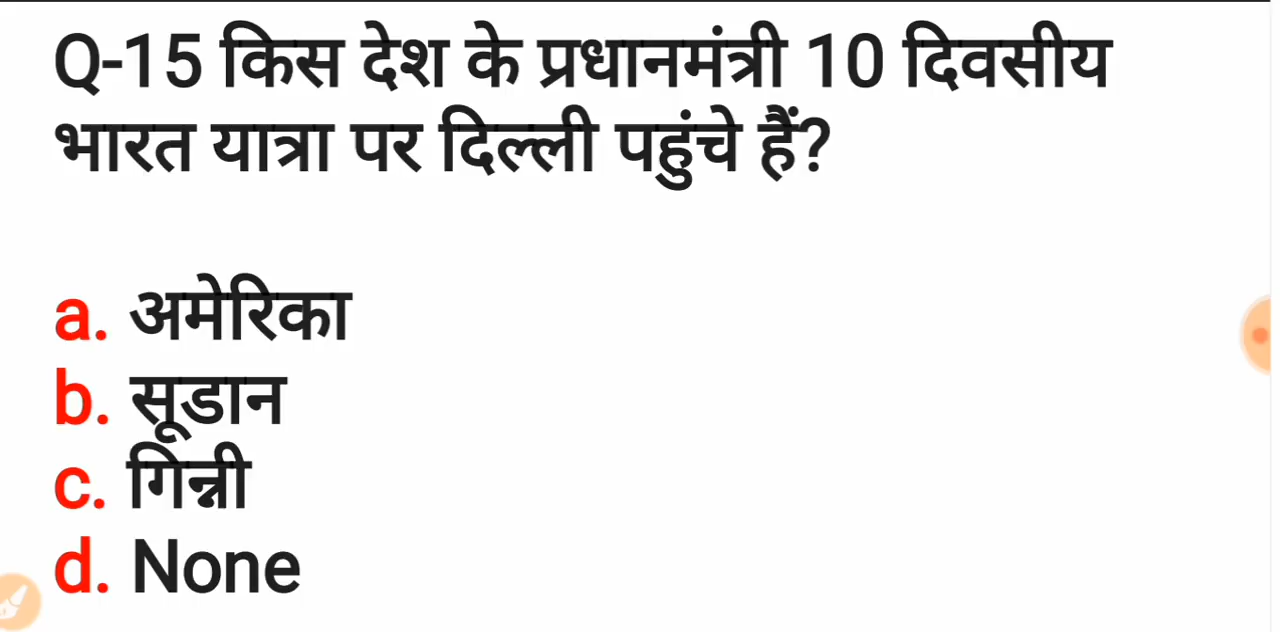 Q-15 किस देश के प्रधानमंत्री 10 दिवसीय
भारत यात्रा पर दिल्ली पहुंचे हैं?
a. अमेरिका
b. सूडान
c. गिन्नी
d. None